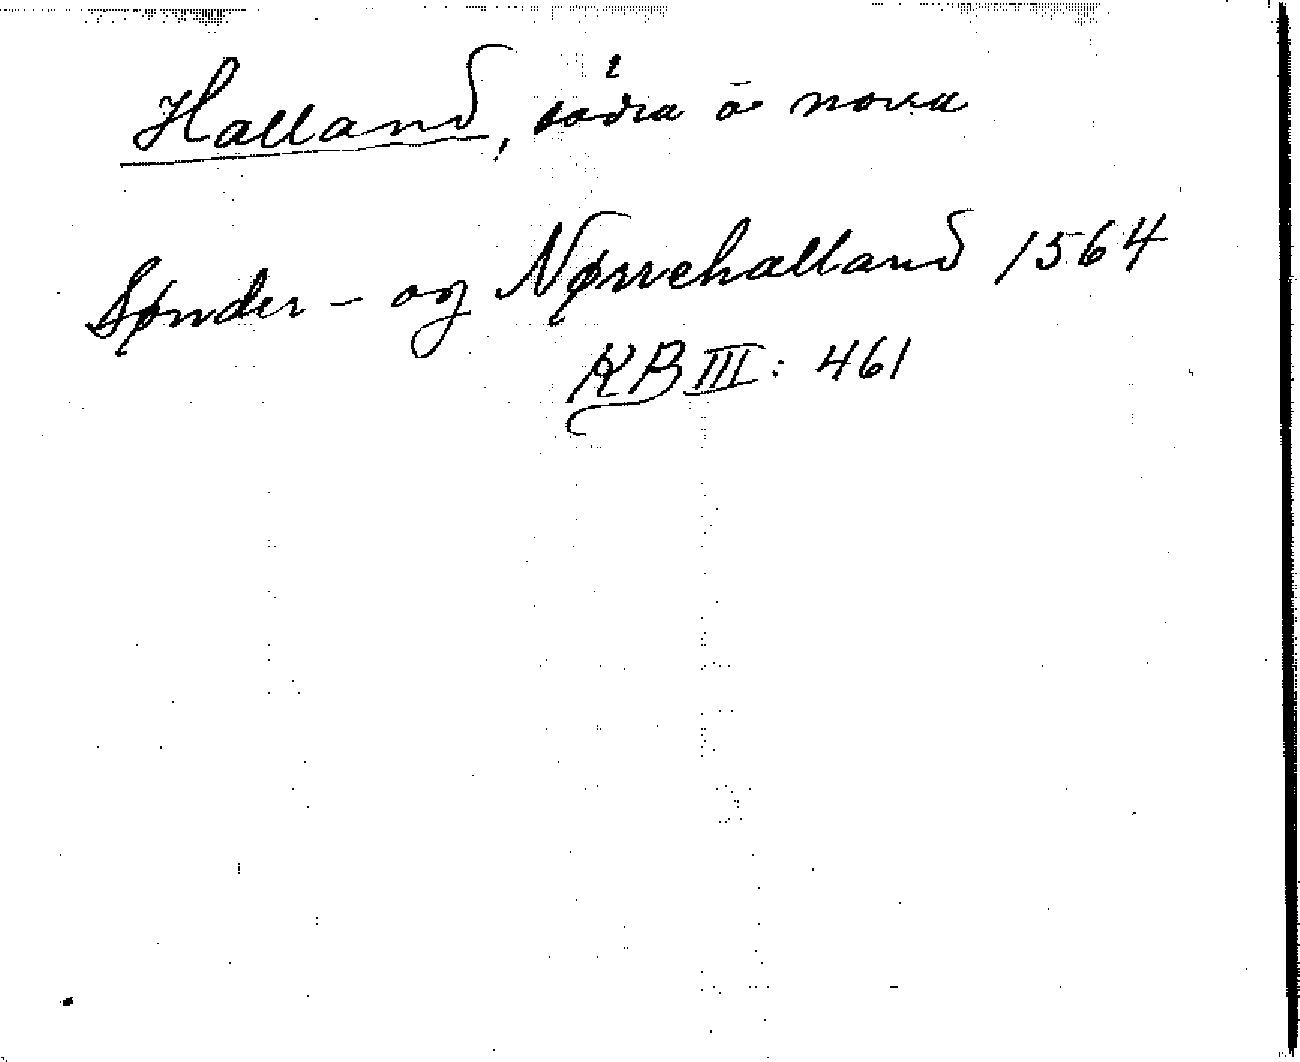 Halland, södra o norra
Sønder- og Nørrehalland 1564
KB III: 461